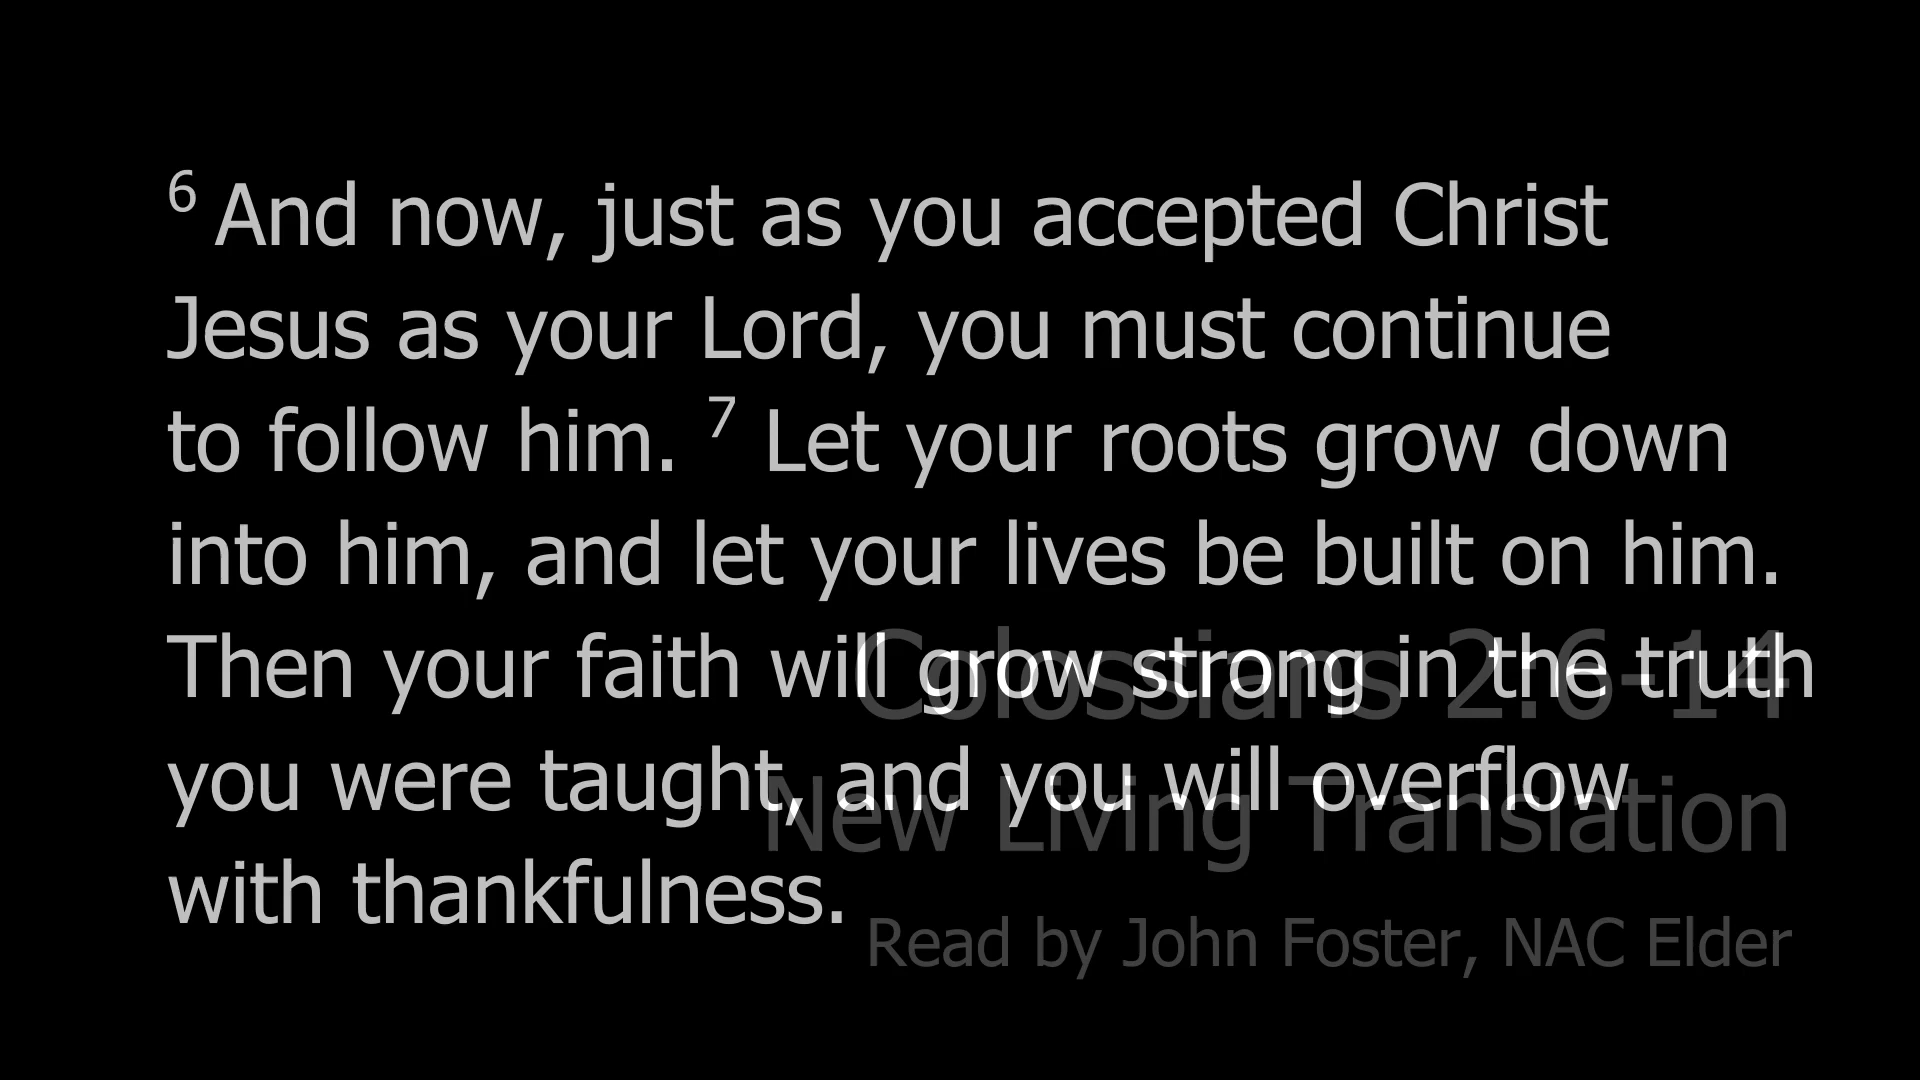 ⁶ And now, just as you accepted Christ
Jesus as your Lord, you must continue
to follow him. ⁷ Let your roots grow down
into him, and let your lives be built on him.
Then your faith will grow strong in the truth
you were taught, and you will overflow
with thankfulness.
Colossians 2:6-14
New Living Translation
Read by John Foster, NAC Elder